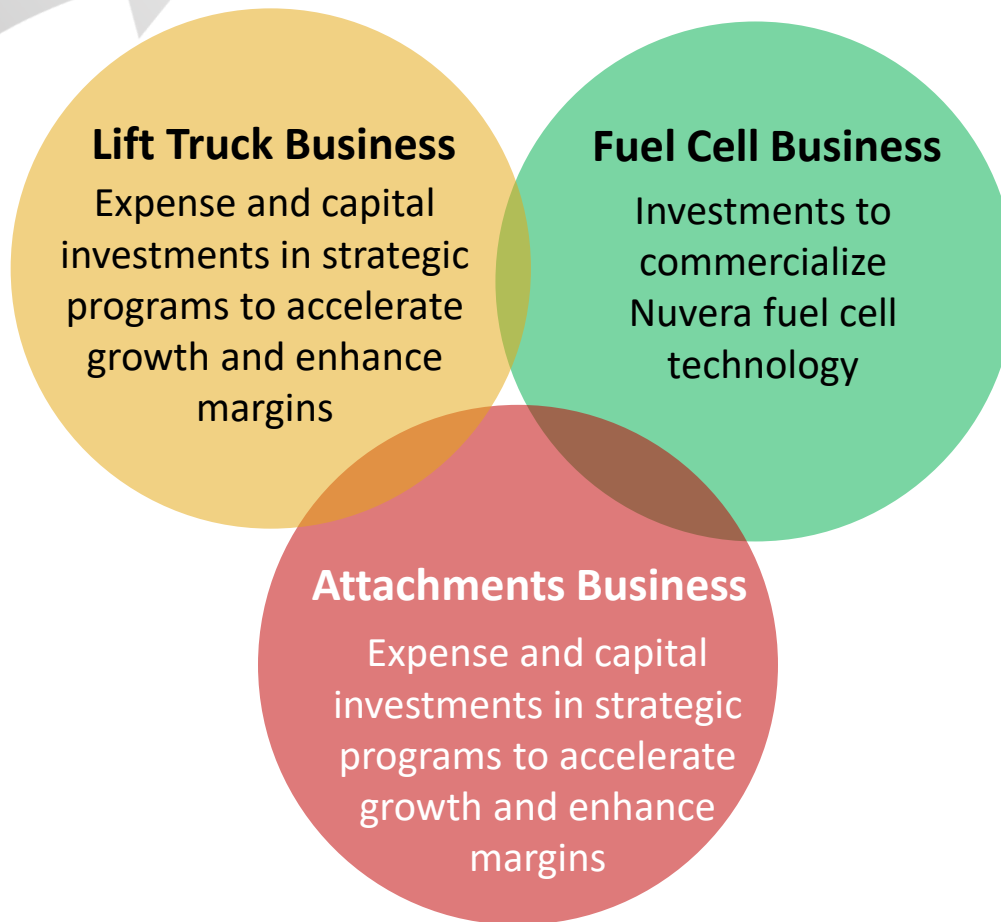 Lift Truck Business
Expense and capital
investments in strategic
programs to accelerate
growth and enhance
margins
Fuel Cell Business
Investments to
commercialize
Nuvera fuel cell
technology
Attachments Business
Expense and capital
investments in strategic
programs to accelerate
growth and enhance
margins